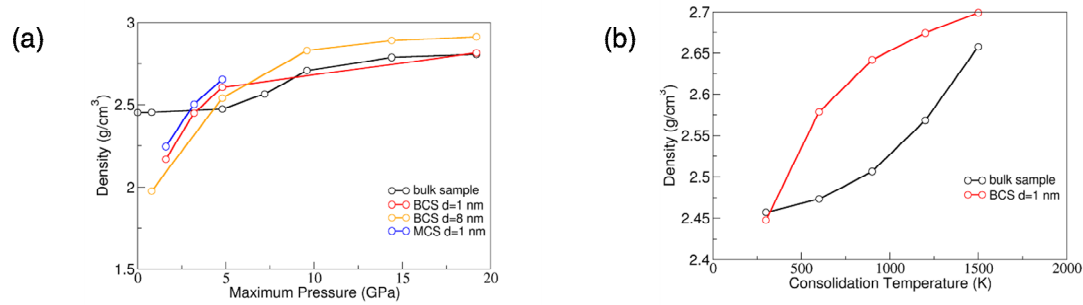 (a)
3
2.5
2
1.5
Density (g/cm³)
0
5
10
15
20
Maximum Pressure (GPa)
bulk sample
BCS d=1 nm
BCS d=8 nm
MCS d=1 nm
(b)
2.7
2.65
2.6
2.55
2.5
2.45
2.4
Density (g/cm³)
0
500
1000
1500
2000
Consolidation Temperature (K)
bulk sample
BCS d=1 nm